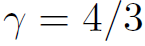 γ = 4/3